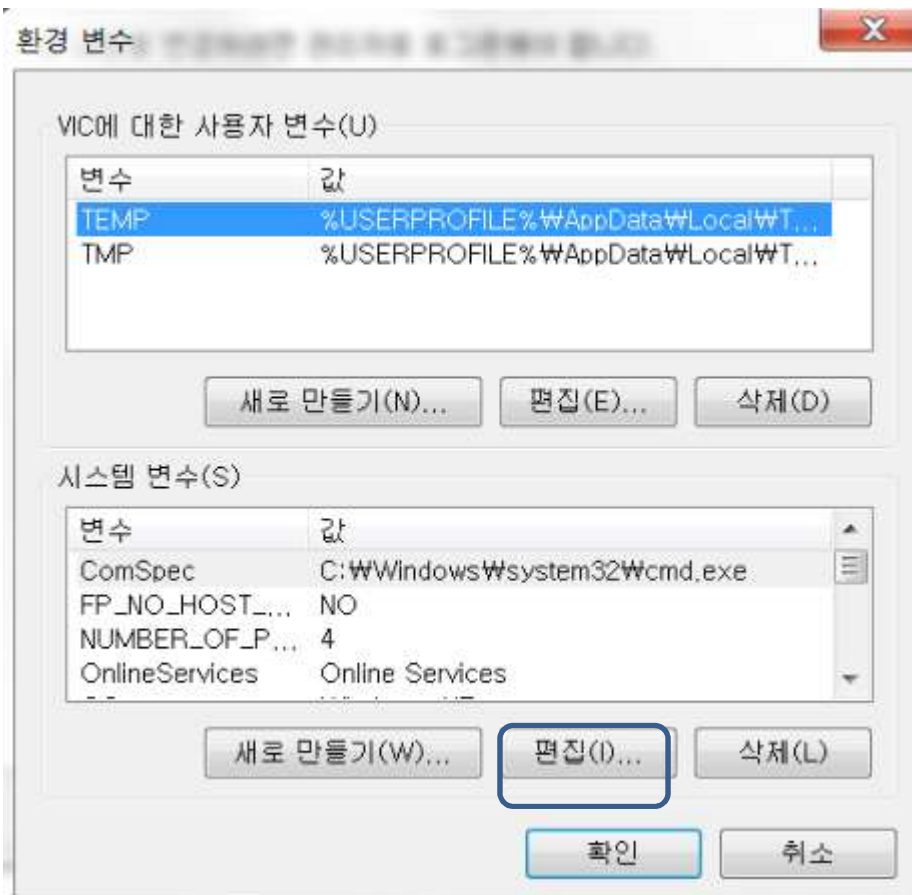 환경 변수
VIC에 대한 사용자 변수(U)
변수 값
TEMP %USERPROFILE%₩AppData₩Local₩T...
TMP %USERPROFILE%₩AppData₩Local₩T...
새로 만들기(N)... 편집(E)... 삭제(D)
시스템 변수(S)
변수 값
ComSpec C:₩Windows₩system32₩cmd.exe
FP_NO_HOST_... NO
NUMBER_OF_P... 4
OnlineServices Online Services
새로 만들기(W)... 편집(I)... 삭제(L)
확인 취소